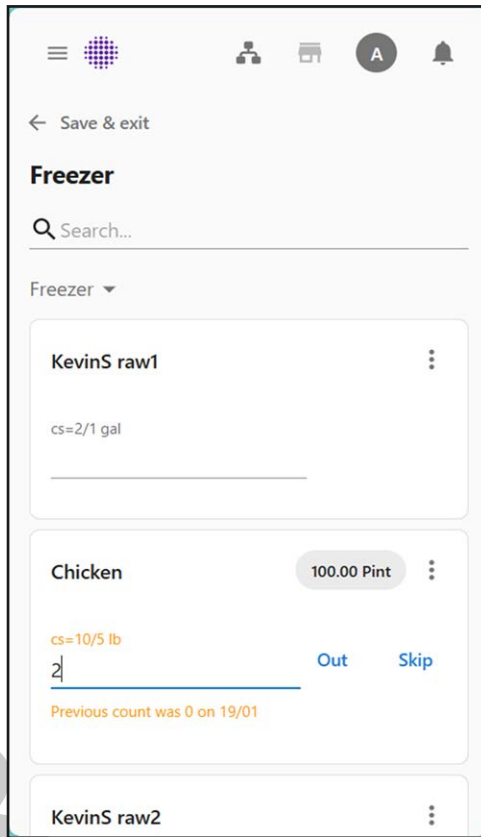 A
Save & exit
Freezer
Search...
Freezer
KevinS raw1
cs=2/1 gal
Chicken
100.00 Pint
cs=10/5 lb
2
Out
Skip
Previous count was 0 on 19/01
KevinS raw2